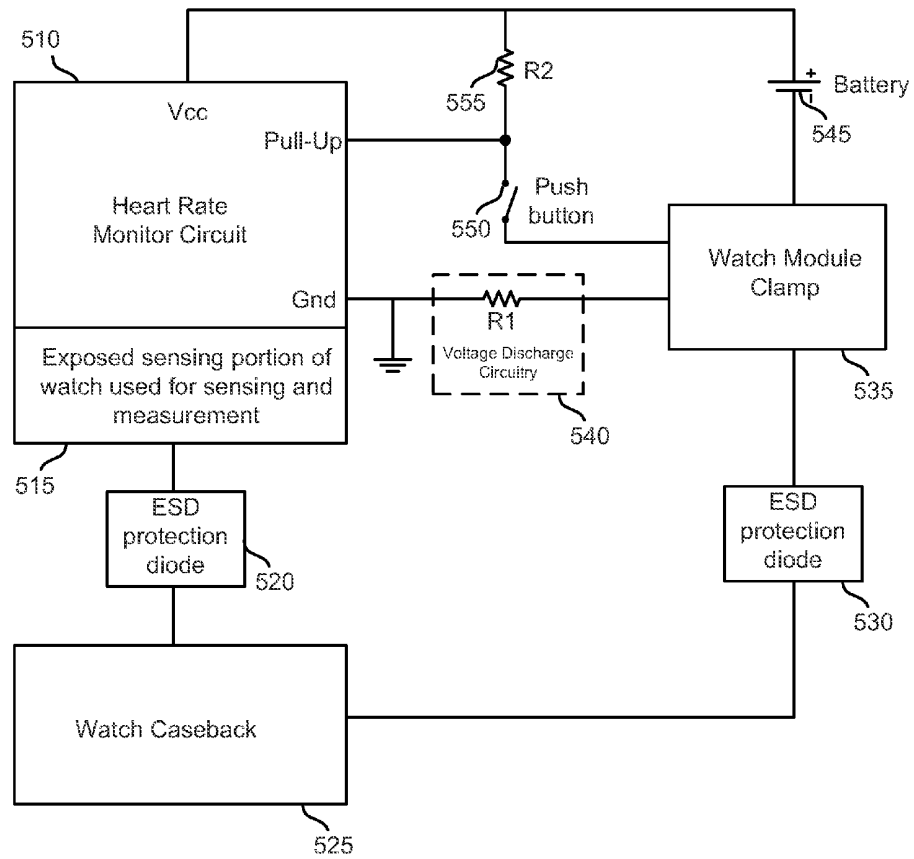 510
Vcc
Pull-Up
Heart Rate
Monitor Circuit
Gnd
Exposed sensing portion of
watch used for sensing and
measurement
515
ESD
protection
diode
520
Watch Caseback
525
R2
555
Push
button
550
R1
Voltage Discharge
Circuitry
540
+
-
Battery
545
Watch Module
Clamp
535
ESD
protection
diode
530